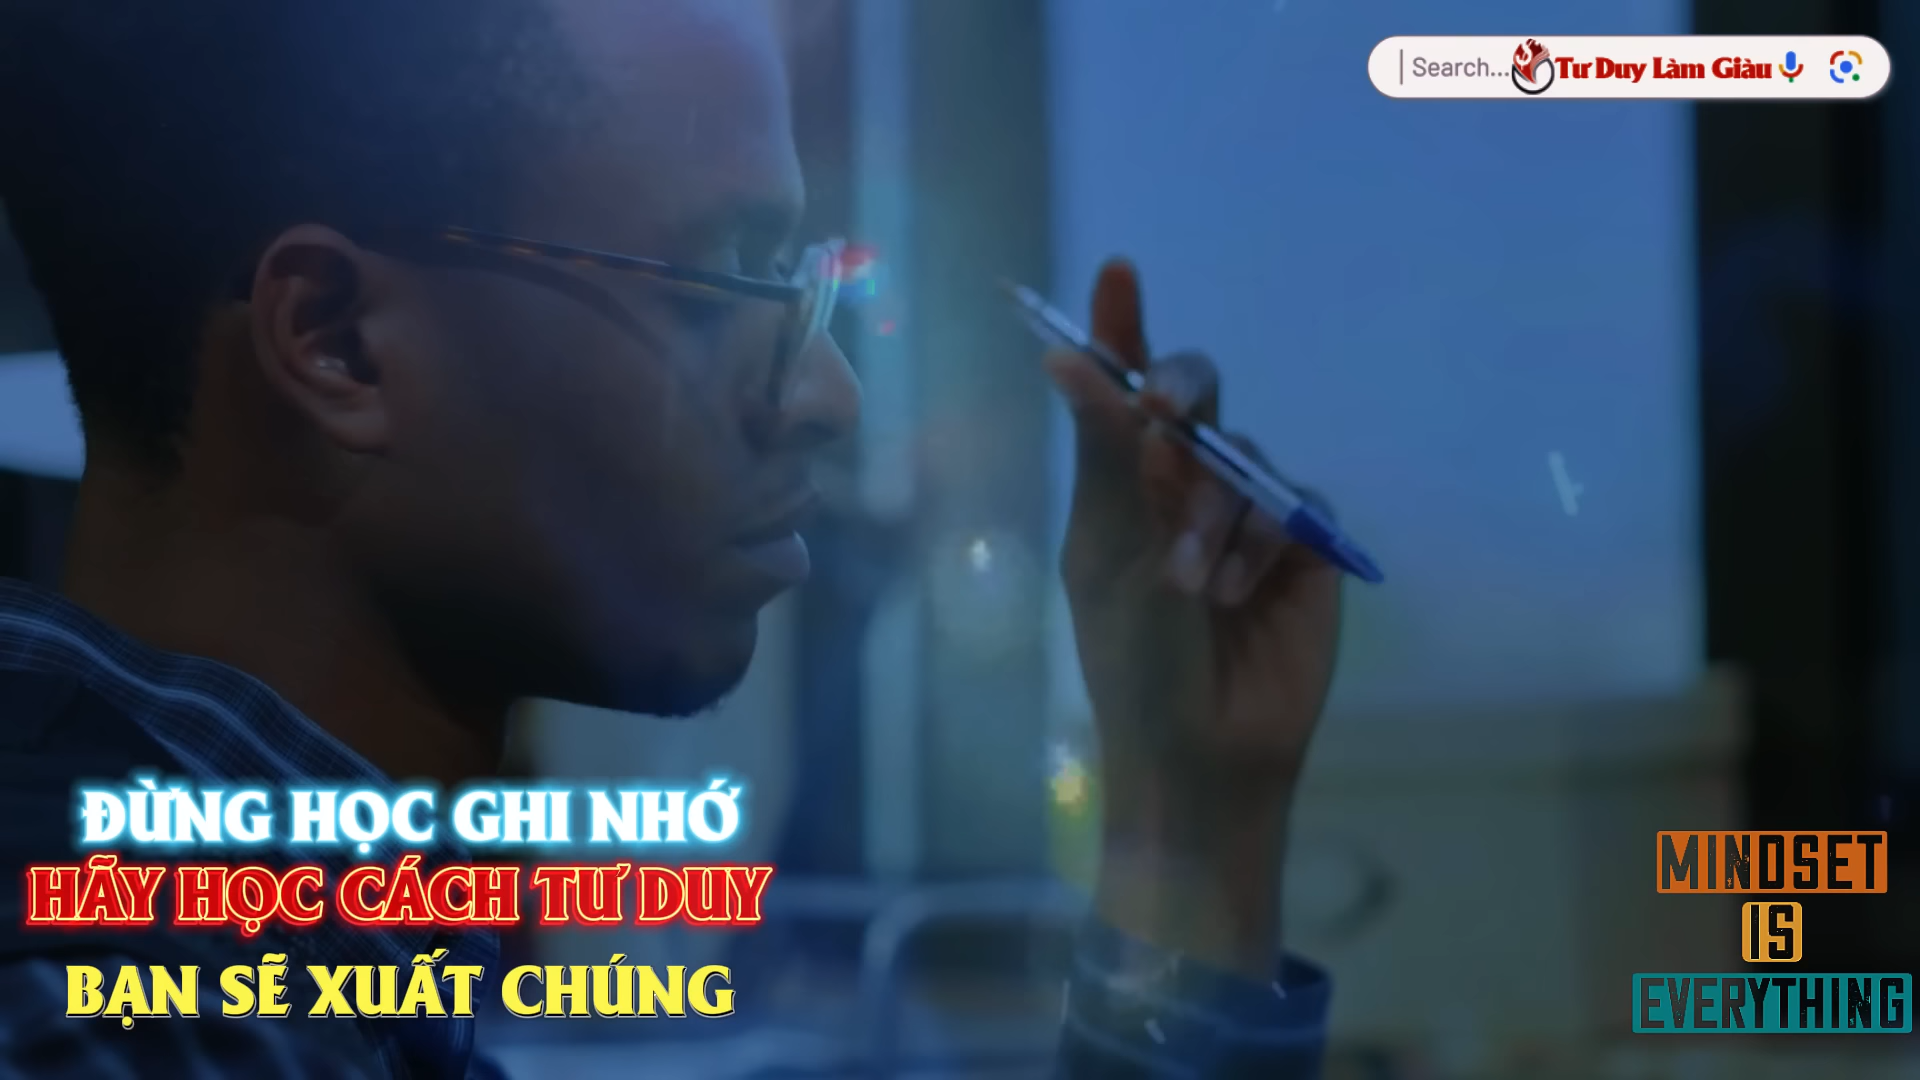 Search... Tư Duy Làm Giàu
ĐỪNG HỌC GHI NHỚ
HÃY HỌC CÁCH TƯ DUY
BẠN SẼ XUẤT CHÚNG
MINDSET
IS
EVERYTHING